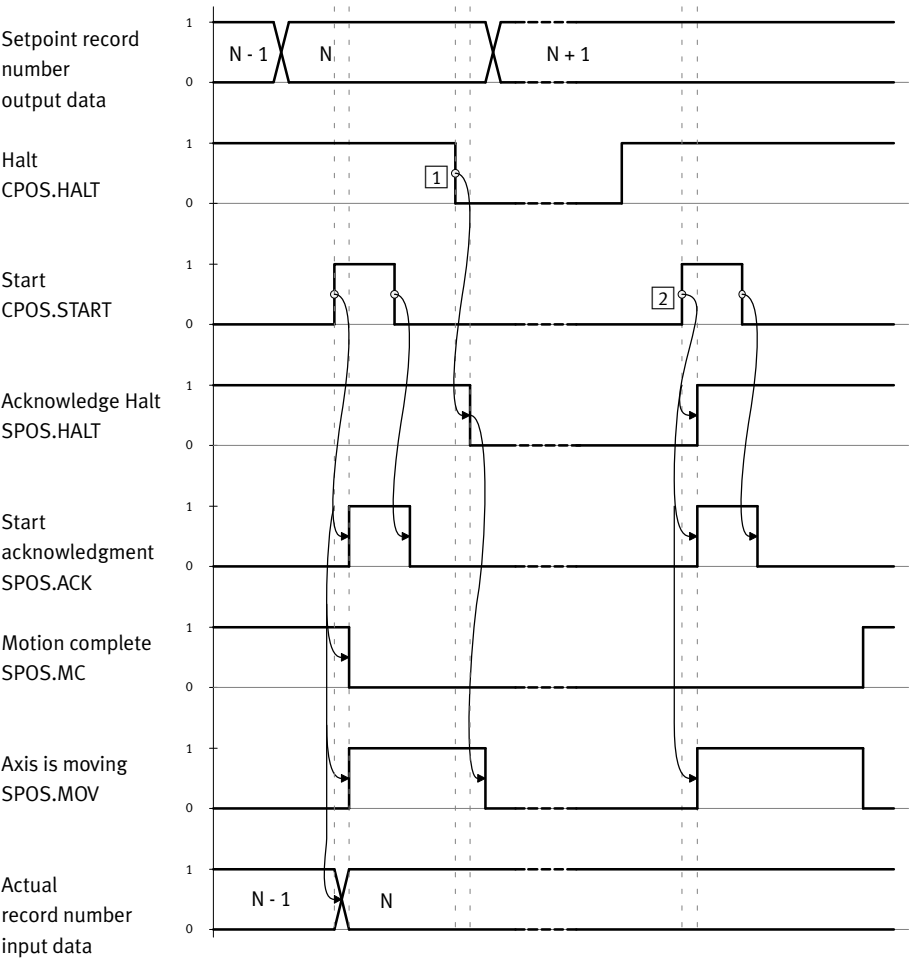 1
Setpoint record
number
output data
N - 1
N
N + 1
0
1
Halt
CPOS.HALT
1
0
1
Start
CPOS.START
2
0
1
Acknowledge Halt
SPOS.HALT
0
1
Start
acknowledgment
SPOS.ACK
0
1
Motion complete
SPOS.MC
0
1
Axis is moving
SPOS.MOV
0
1
Actual
record number
input data
N - 1
N
0